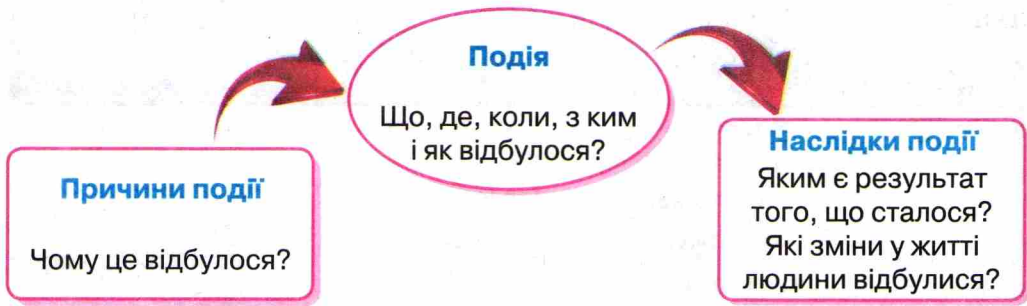 Причини події
Чому це відбулося?
Подія
Що, де, коли, з ким
і як відбулося?
Наслідки події
Яким є результат
того, що сталося?
Які зміни у житті
людини відбулися?